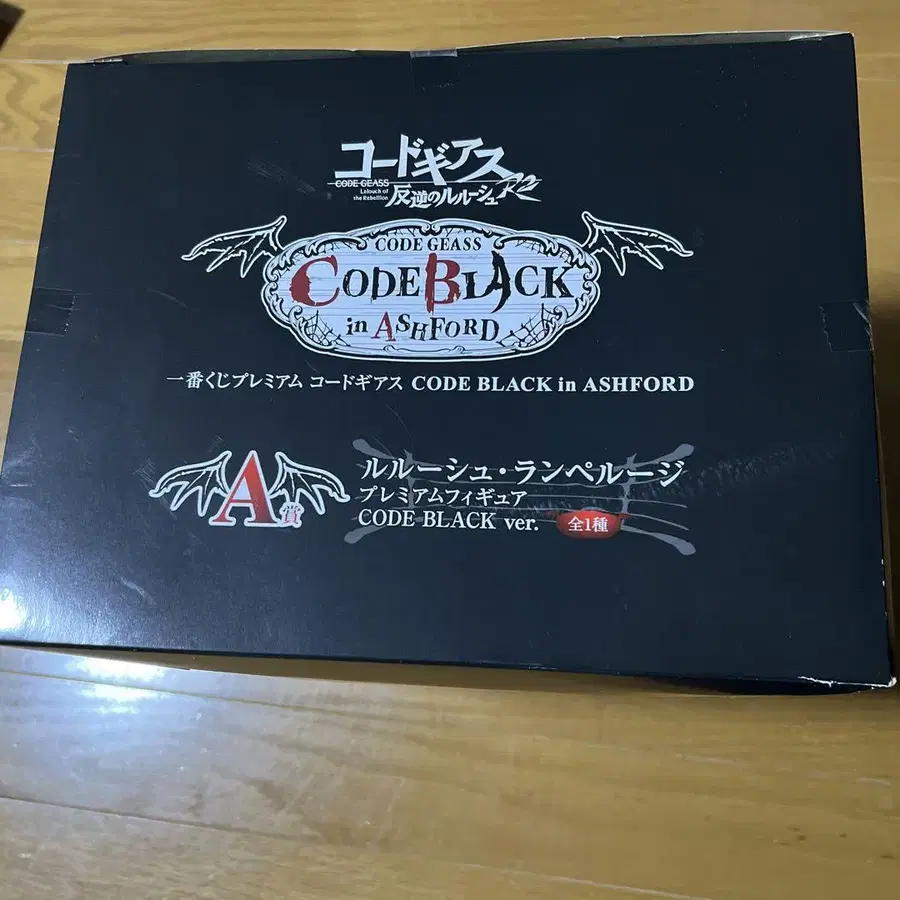 コードギアス
CODE GEASS
Lelouch of
the Rebellion
反逆のルルーシュ R2
CODE GEASS
CODE BLACK
in ASHFORD
一番くじプレミアム コードギアス CODE BLACK in ASHFORD
A賞
ルルーシュ・ランペルージ
プレミアムフィギュア
CODE BLACK ver.
全1種